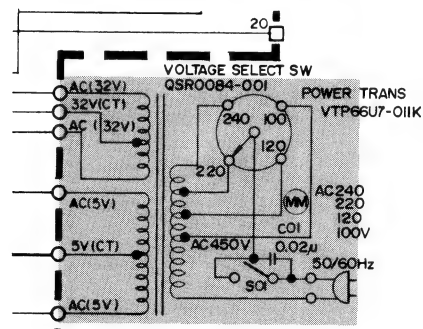 20
VOLTAGE SELECT SW
QSR0084-001
AC(32V)
32V(CT)
AC (32V)
POWER TRANS
VTP66U7-011K
240
100
120
220
MM
AC240
220
120
100V
AC(5V)
5V(CT)
AC(5V)
AC450V
C01
0.02μ
S01
50/60Hz